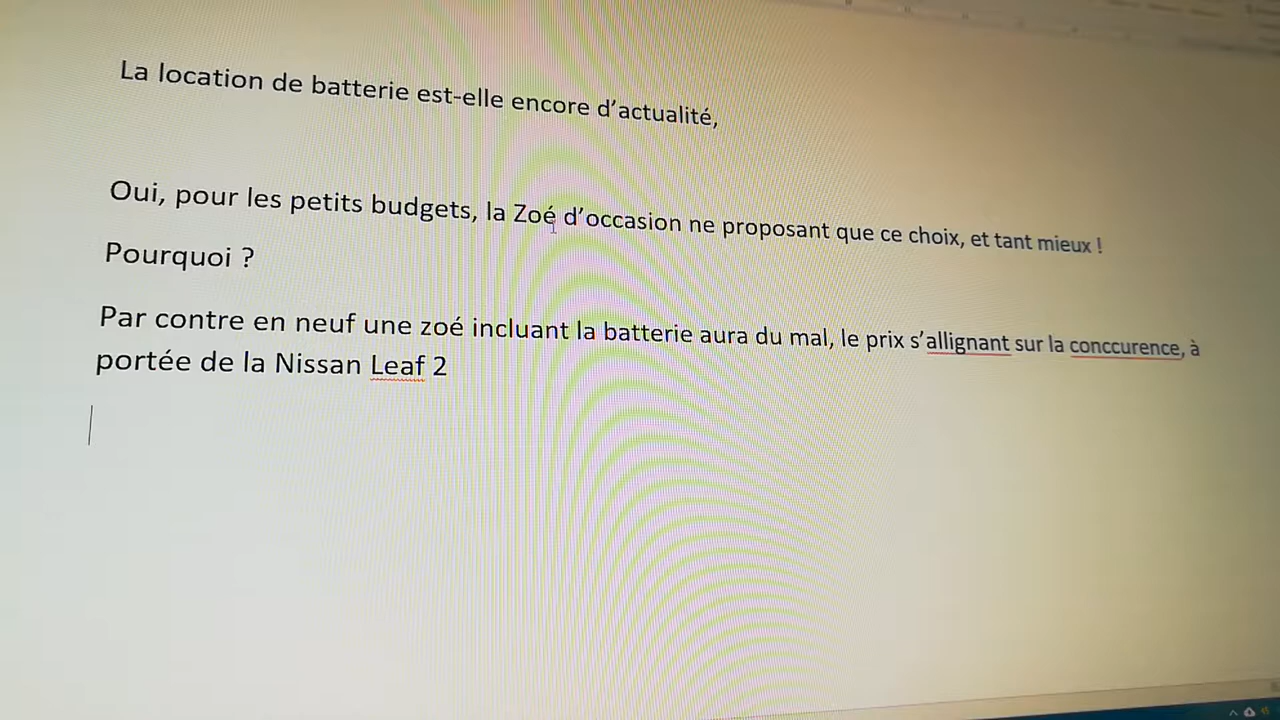 La location de batterie est-elle encore d’actualité,
Oui, pour les petits budgets, la Zoé d’occasion ne proposant que ce choix, et tant mieux !
Pourquoi ?
Par contre en neuf une zoé incluant la batterie aura du mal, le prix s’allignant sur la conccurence, à
portée de la Nissan Leaf 2